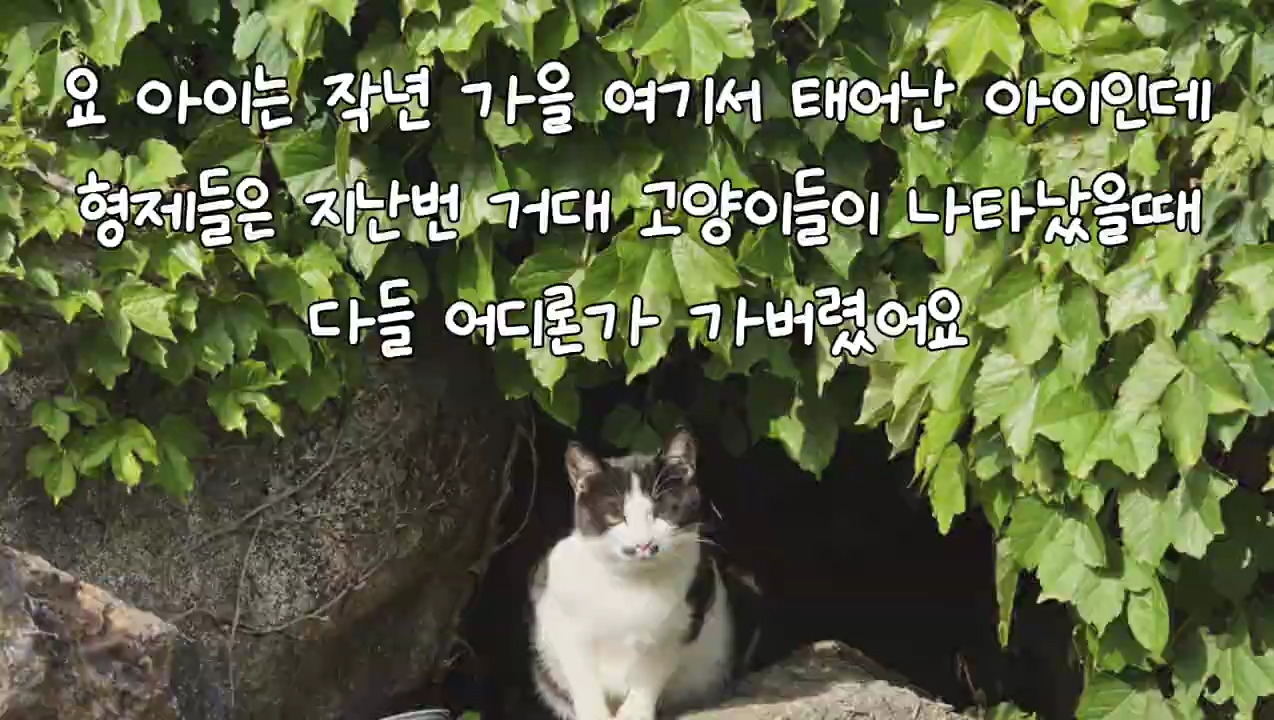 요 아이는 작년 가을 여기서 태어난 아이인데
형제들은 지난번 거대 고양이들이 나타났을때
다들 어디론가 가버렸어요